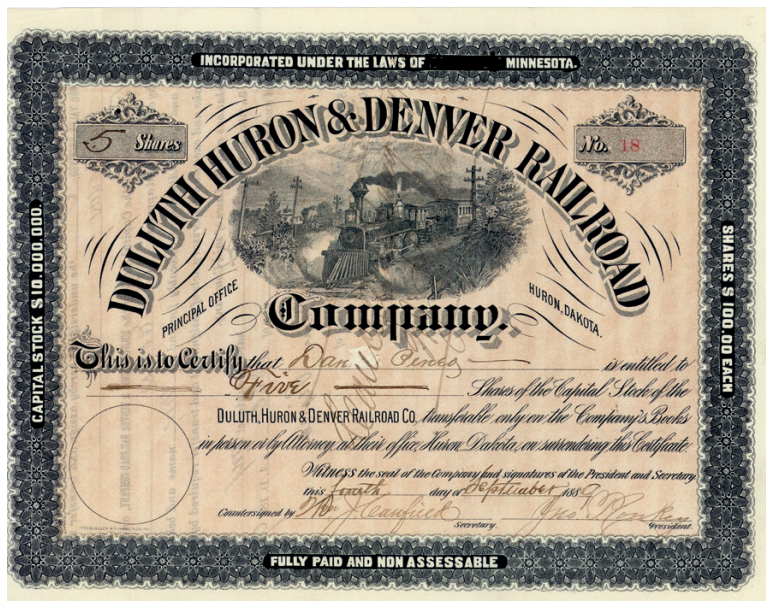 INCORPORATED UNDER THE LAWS OF MINNESOTA.
5 Shares
No. 18
DULUTH HURON & DENVER RAILROAD
PRINCIPAL OFFICE
HURON, DAKOTA.
Company.
CAPITAL STOCK $10.000.000.
SHARES $100.00 EACH
This is to Certify that Dan is entitled to
Five Shares of the Capital Stock of the
DULUTH, HURON & DENVER RAILROAD CO. transferable only on the Company's Books
in person or by Attorney, at their office, Huron, Dakota, on surrendering this Certificate
Witness the seal of the Company and signatures of the President and Secretary
this fourth day of September 1889
Countersigned by Wm J. Canfield
Secretary. President.
FULLY PAID AND NON ASSESSABLE